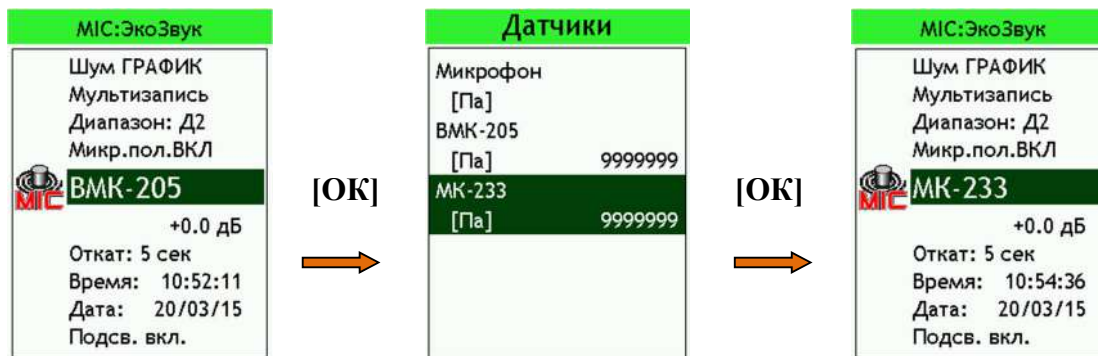 MIC:ЭкоЗвук
Шум ГРАФИК
Мультизапись
Диапазон: Д2
Микр.пол.ВКЛ
MIC
ВМК-205
+0.0 дБ
Откат: 5 сек
Время: 10:52:11
Дата: 20/03/15
Подсв. вкл.
[ОК]
Датчики
Микрофон
[Па]
ВМК-205
[Па] 9999999
МК-233
[Па] 9999999
[ОК]
MIC:ЭкоЗвук
Шум ГРАФИК
Мультизапись
Диапазон: Д2
Микр.пол.ВКЛ
MIC
МК-233
+0.0 дБ
Откат: 5 сек
Время: 10:54:36
Дата: 20/03/15
Подсв. вкл.